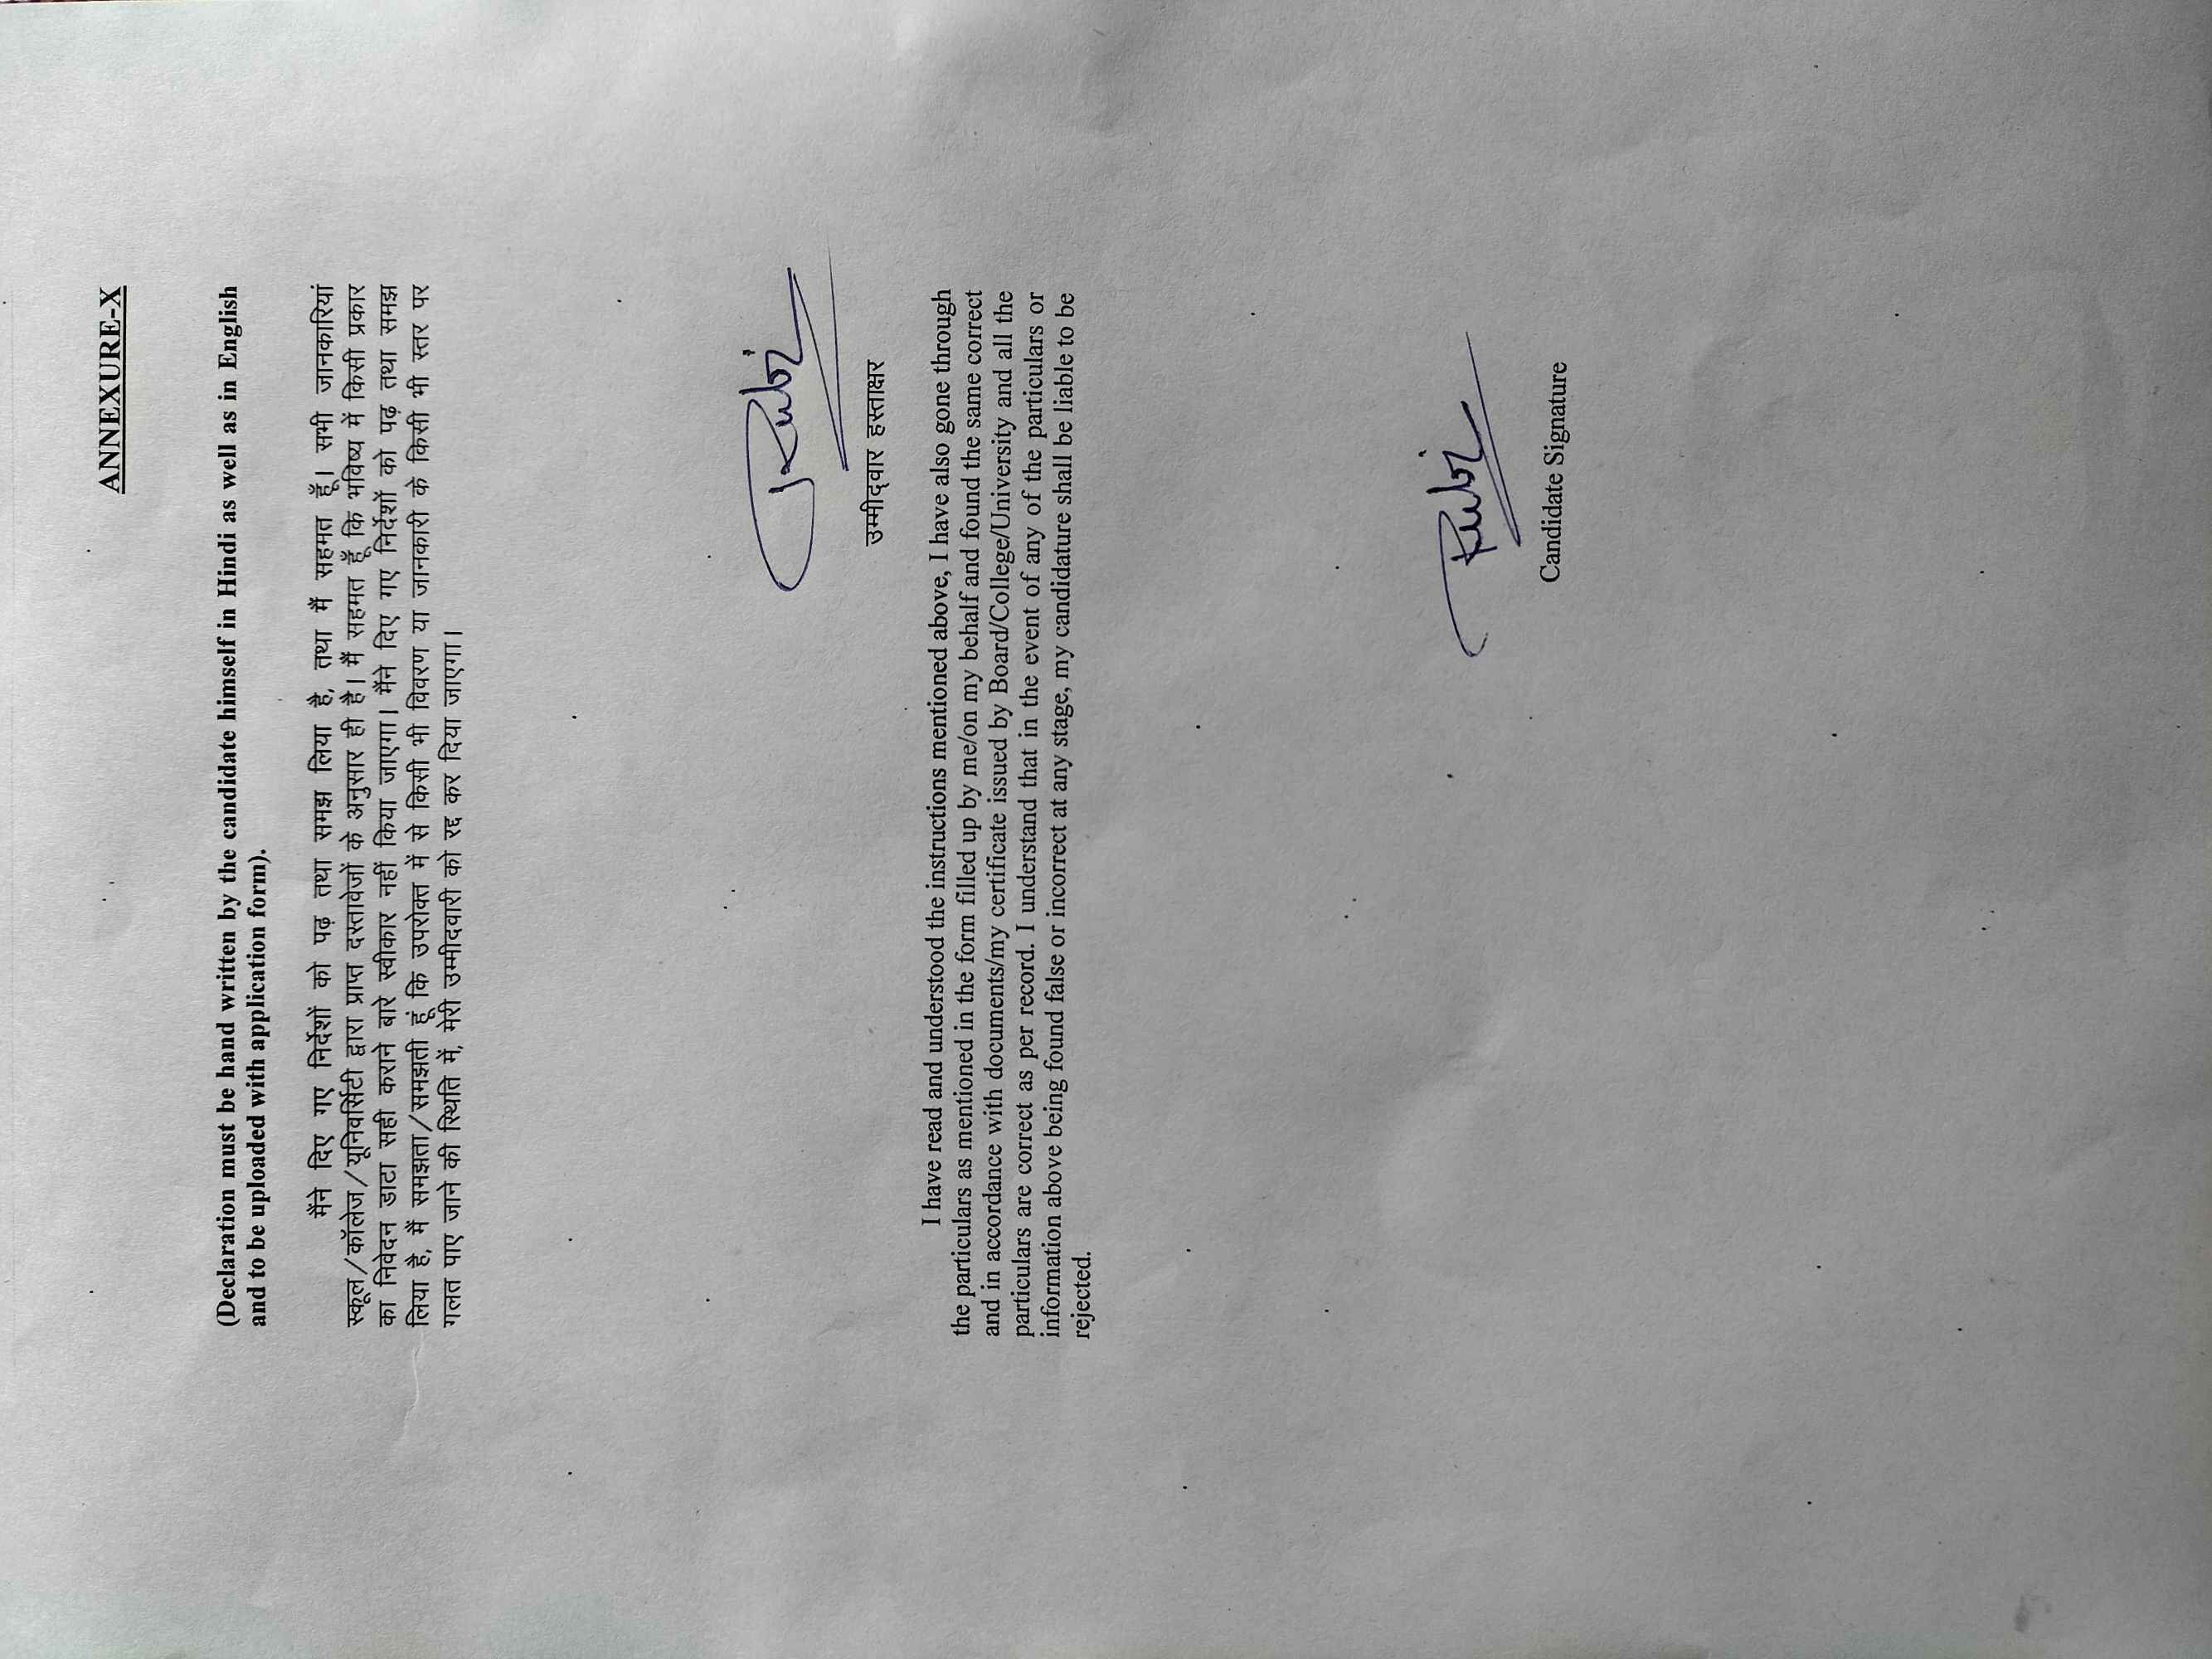 ANNEXURE-X
(Declaration must be hand written by the candidate himself in Hindi as well as in English
and to be uploaded with application form).
मैंने दिए गए निर्देशों को पढ़ तथा समझ लिया है, तथा मैं सहमत हूँ। सभी जानकारियां
स्कूल/कॉलेज/यूनिवर्सिटी द्वारा प्राप्त दस्तावेजों के अनुसार ही है। मैं सहमत हूँ कि भविष्य में किसी प्रकार
का निवेदन डाटा सही कराने बारे स्वीकार नहीं किया जाएगा। मैंने दिए गए निर्देशों को पढ़ तथा समझ
लिया है, मैं समझता/समझती हूं कि उपरोक्त में से किसी भी विवरण या जानकारी के किसी भी स्तर पर
गलत पाए जाने की स्थिति में, मेरी उम्मीदवारी को रद्द कर दिया जाएगा।
Rubi
उम्मीद्वार हस्ताक्षर
I have read and understood the instructions mentioned above, I have also gone through
the particulars as mentioned in the form filled up by me/on my behalf and found the same correct
and in accordance with documents/my certificate issued by Board/College/University and all the
particulars are correct as per record. I understand that in the event of any of the particulars or
information above being found false or incorrect at any stage, my candidature shall be liable to be
rejected.
Rubi
Candidate Signature